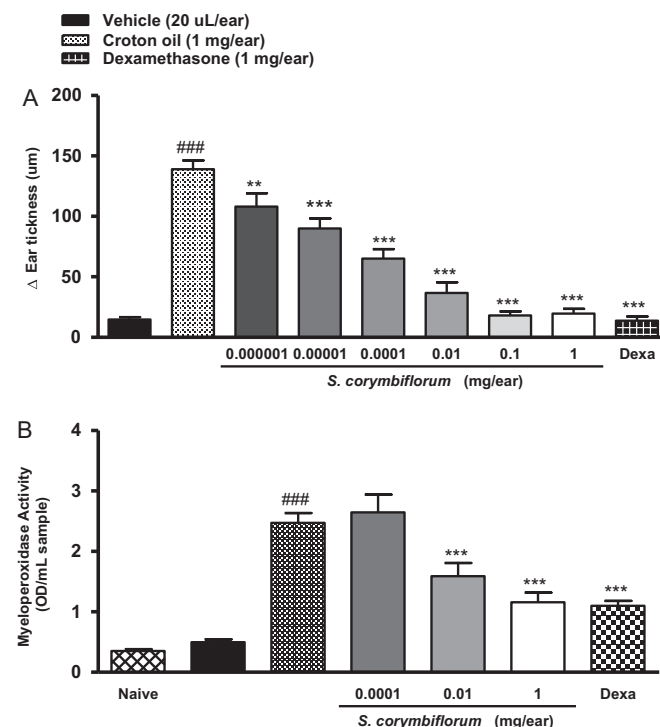 Vehicle (20 uL/ear)
Croton oil (1 mg/ear)
Dexamethasone (1 mg/ear)
A
200
150
100
50
0
Δ Ear tickness (um)
###
**
***
***
***
***
***
***
0.000001 0.00001 0.0001 0.01 0.1 1 Dexa
S. corymbiflorum (mg/ear)
B
4
3
2
1
0
Myeloperoxidase Activity
(OD/mL sample)
###
***
***
***
Naive 0.0001 0.01 1 Dexa
S. corymbiflorum (mg/ear)